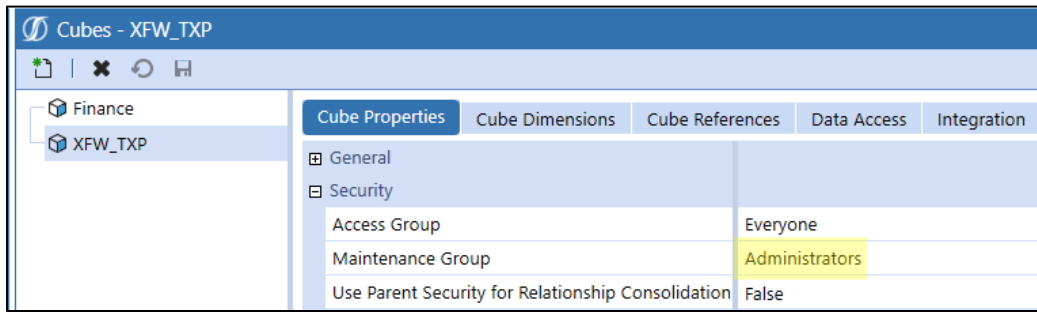 Cubes - XFW_TXP
Finance
XFW_TXP
Cube Properties Cube Dimensions Cube References Data Access Integration
General
Security
Access Group Everyone
Maintenance Group Administrators
Use Parent Security for Relationship Consolidation False